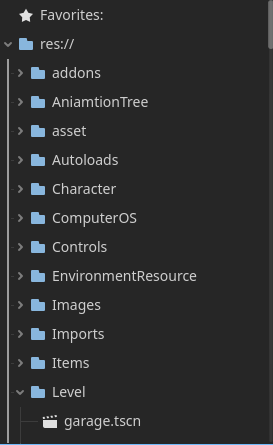 Favorites:
res://
addons
AniamtionTree
asset
Autoloads
Character
ComputerOS
Controls
EnvironmentResource
Images
Imports
Items
Level
garage.tscn